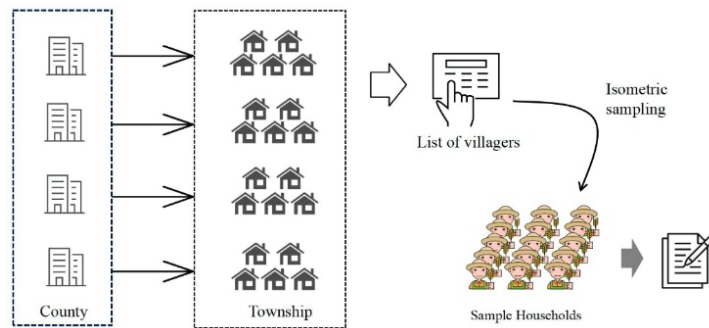 Isometric
sampling
List of villagers
County
Township
Sample Households